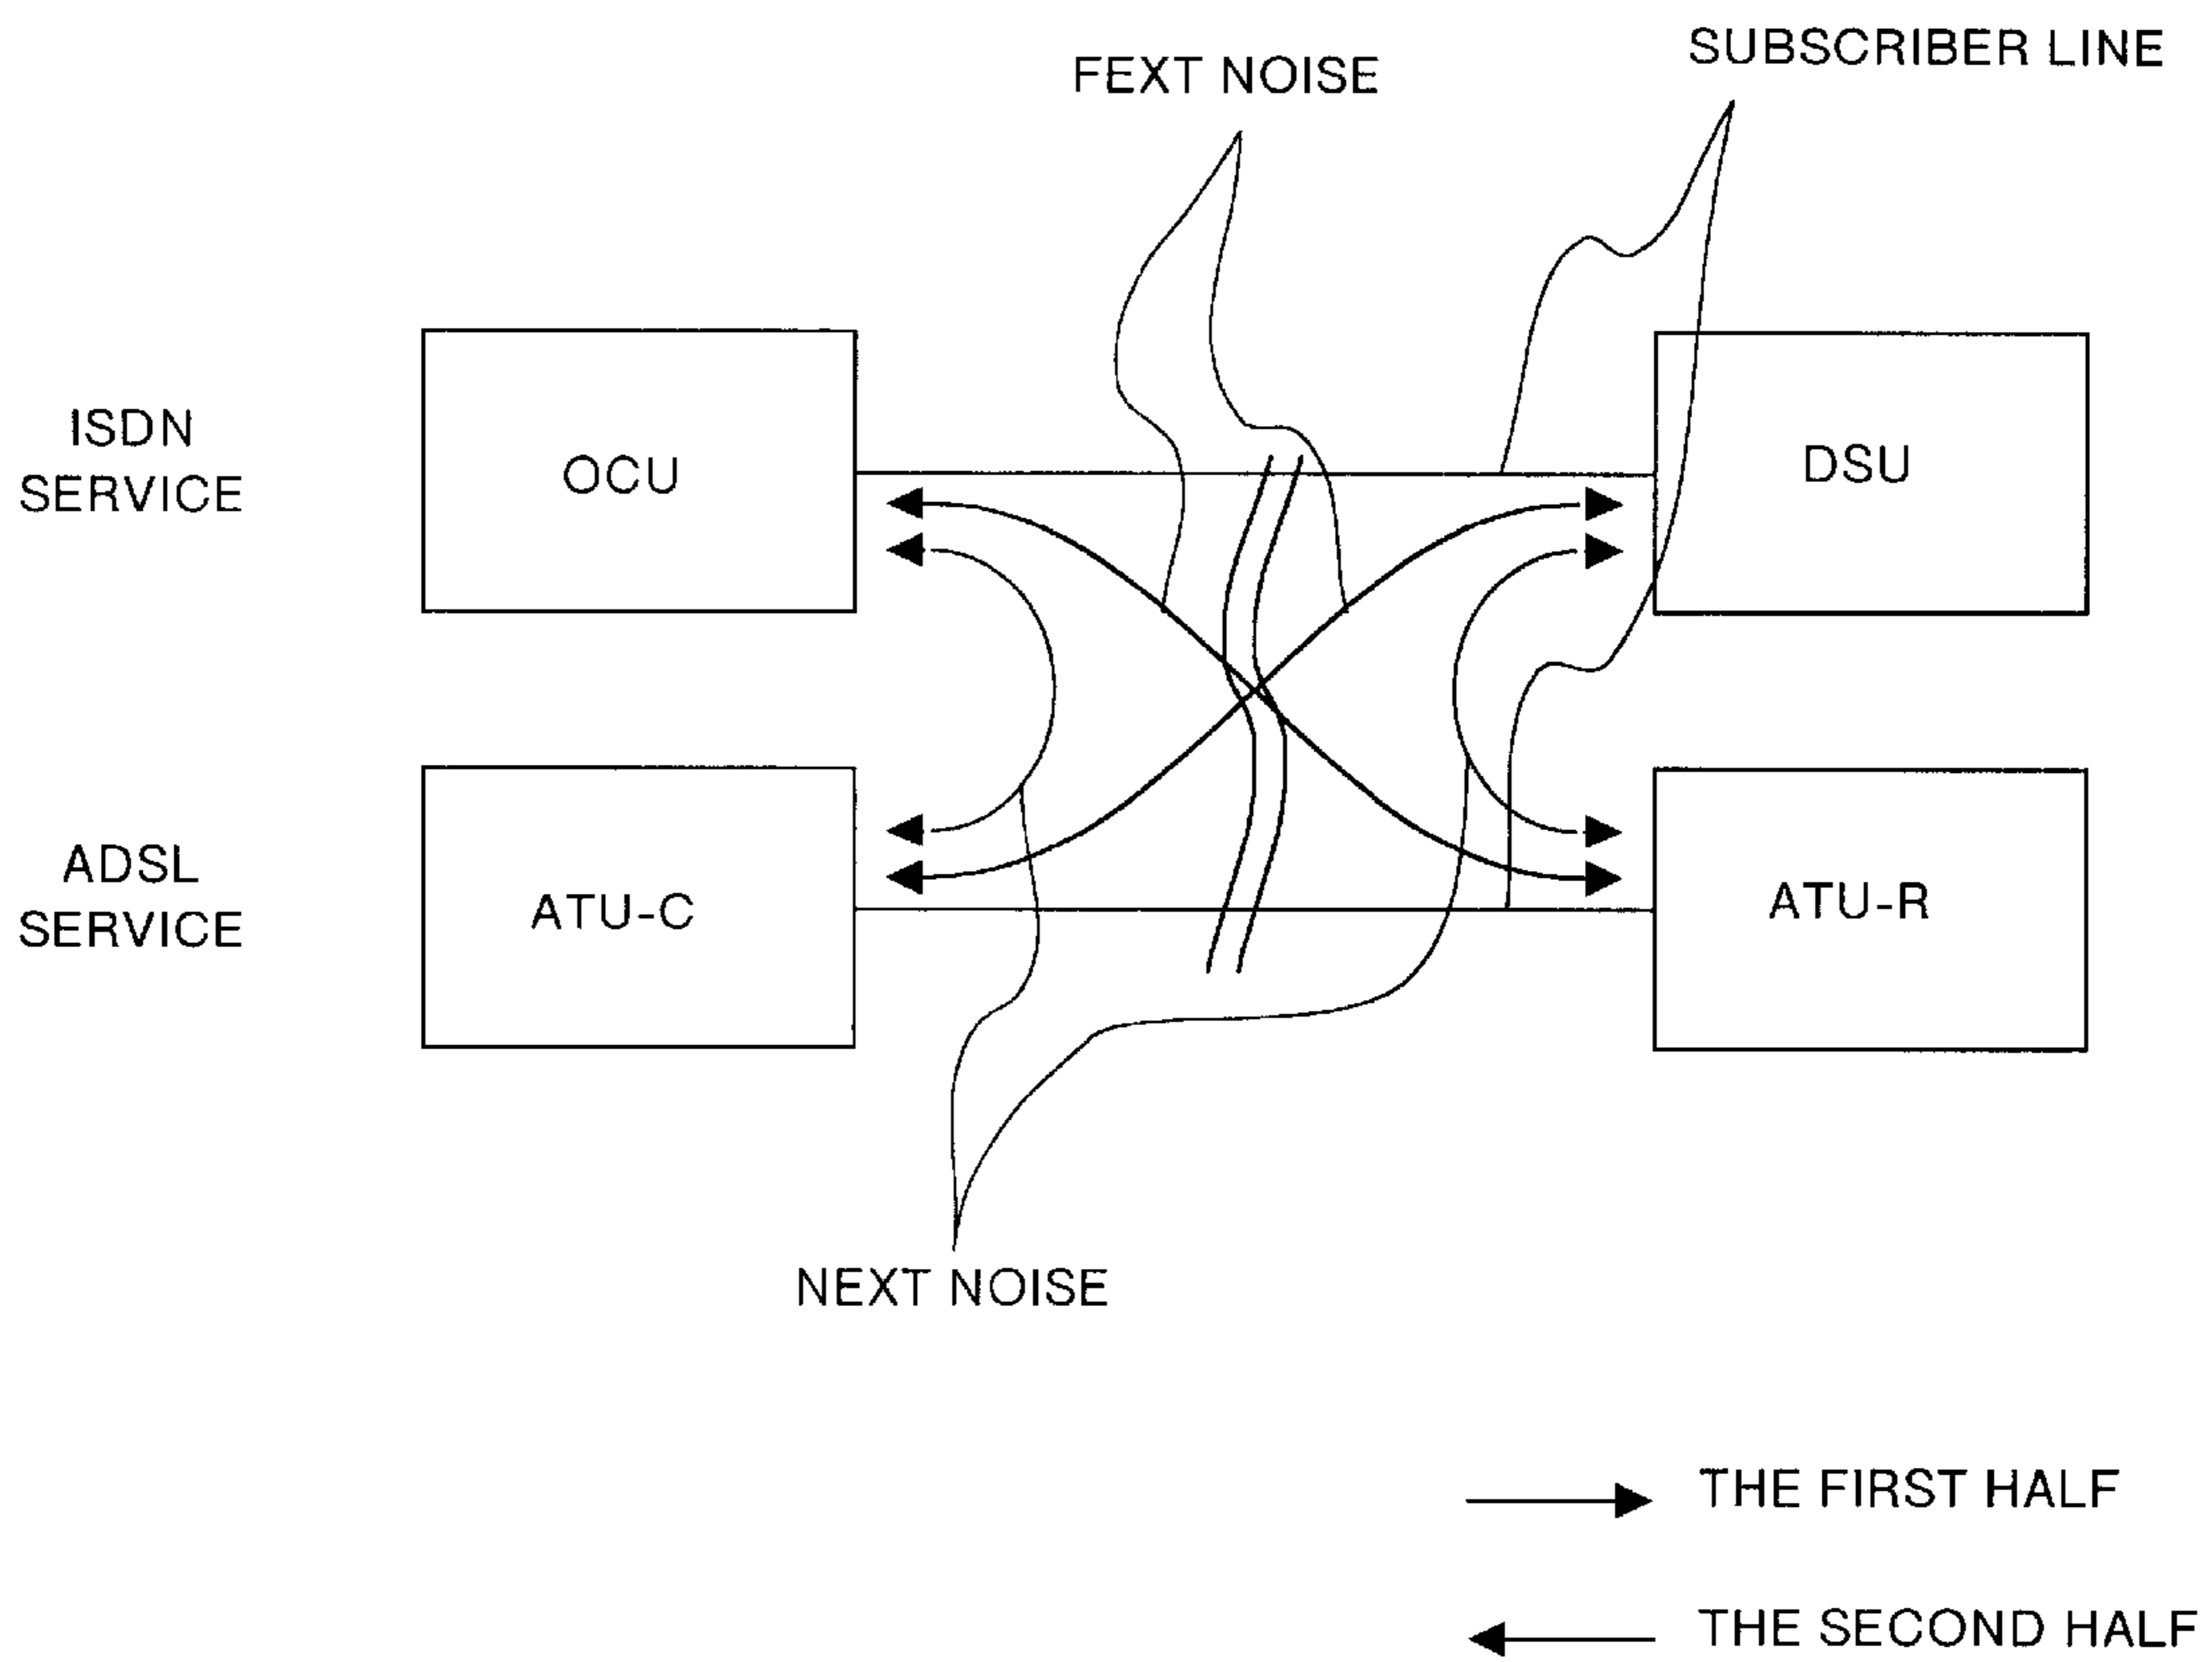 SUBSCRIBER LINE
FEXT NOISE
ISDN
SERVICE
OCU
DSU
ADSL
SERVICE
ATU-C
ATU-R
NEXT NOISE
THE FIRST HALF
THE SECOND HALF